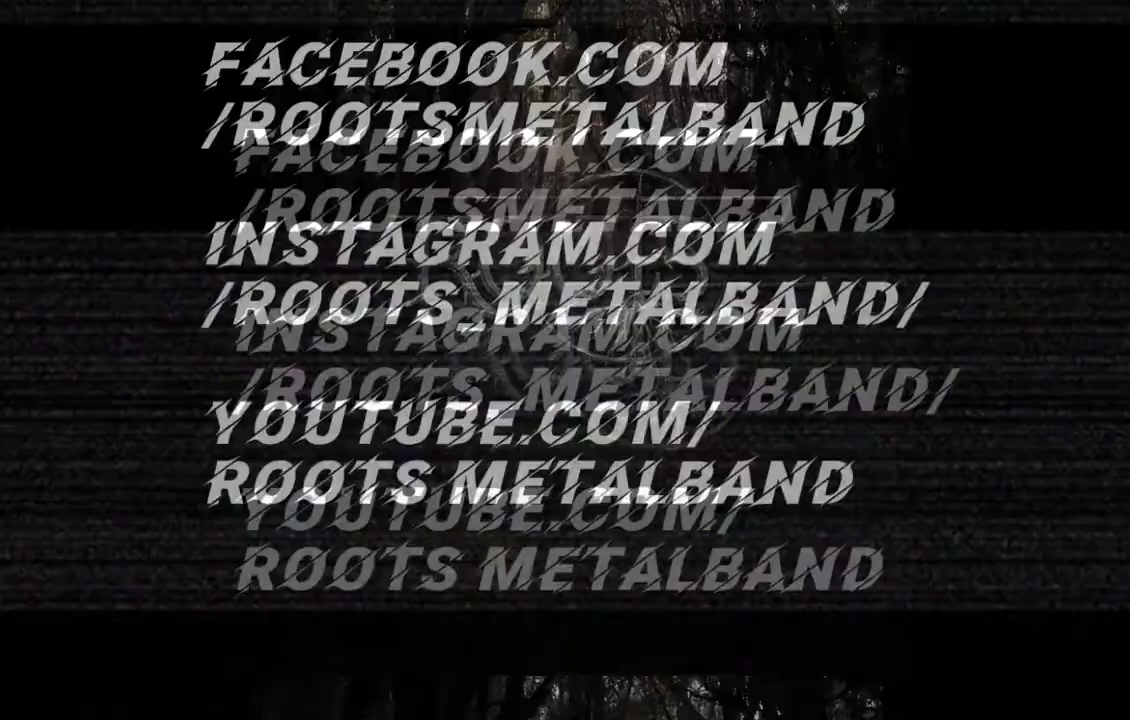 FACEBOOK.COM
/ROOTSMETALBAND
FACEBOOK.COM
/ROOTSMETALBAND
INSTAGRAM.COM
/ROOTS_METALBAND/
INSTAGRAM.COM
/ROOTS_METALBAND/
YOUTUBE.COM/
ROOTS METALBAND
YOUTUBE.COM/
ROOTS METALBAND